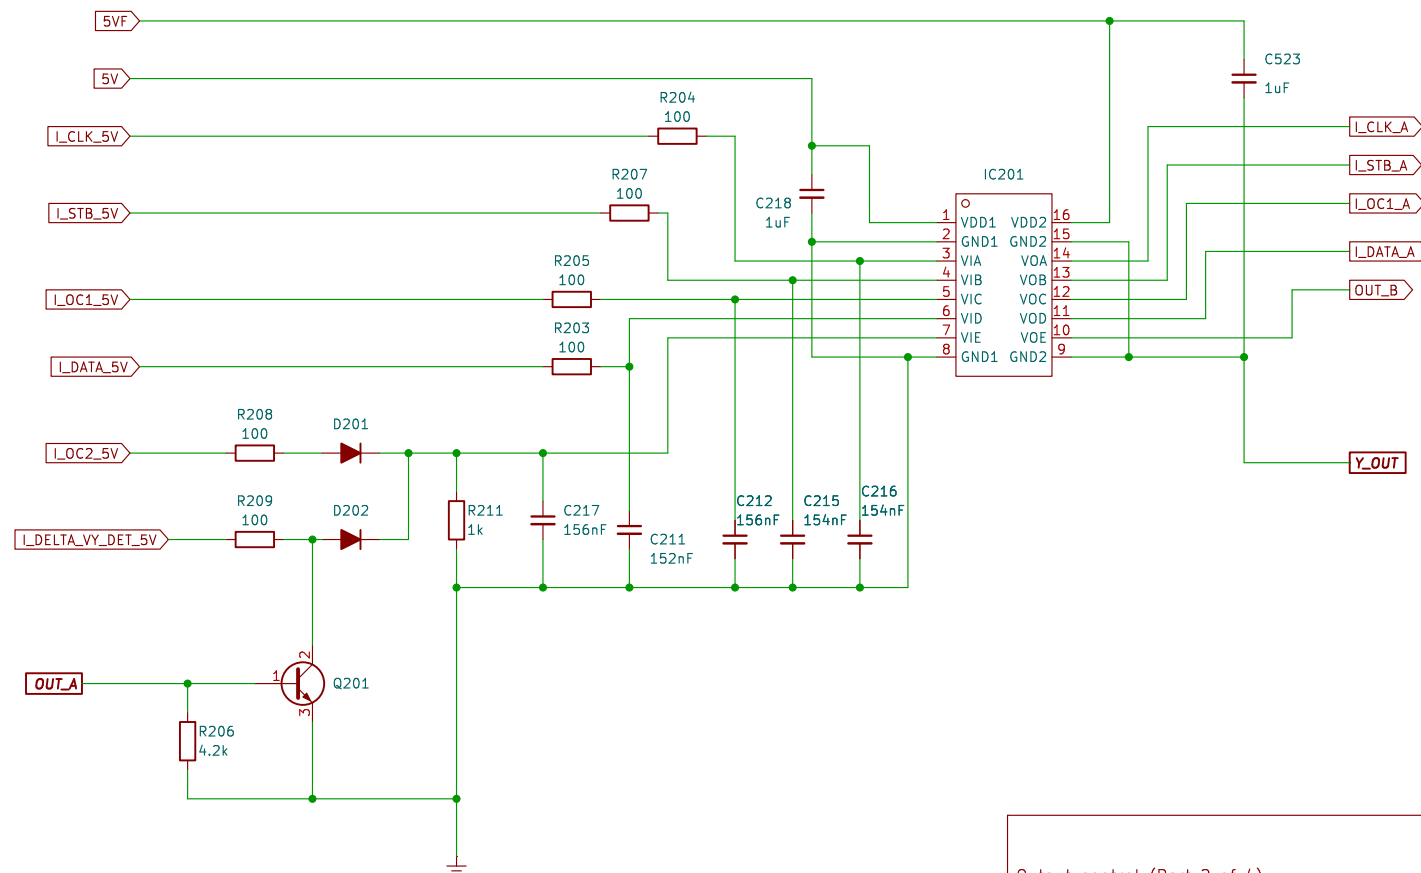 5VF
5V
I_CLK_5V
I_STB_5V
I_OC1_5V
I_DATA_5V
I_OC2_5V
I_DELTA_VY_DET_5V
OUT_A
R204
100
R207
100
R205
100
R203
100
R208
100
D201
R209
100
D202
R211
1k
C217
156nF
C211
152nF
C212
156nF
C215
154nF
C216
154nF
C218
1uF
C523
1uF
IC201
1 VDD1 VDD2 16
2 GND1 GND2 15
3 VIA VOA 14
4 VIB VOB 13
5 VIC VOC 12
6 VID VOD 11
7 VIE VOE 10
8 GND1 GND2 9
I_CLK_A
I_STB_A
I_OC1_A
I_DATA_A
OUT_B
Y_OUT
2
1
3
Q201
R206
4.2k